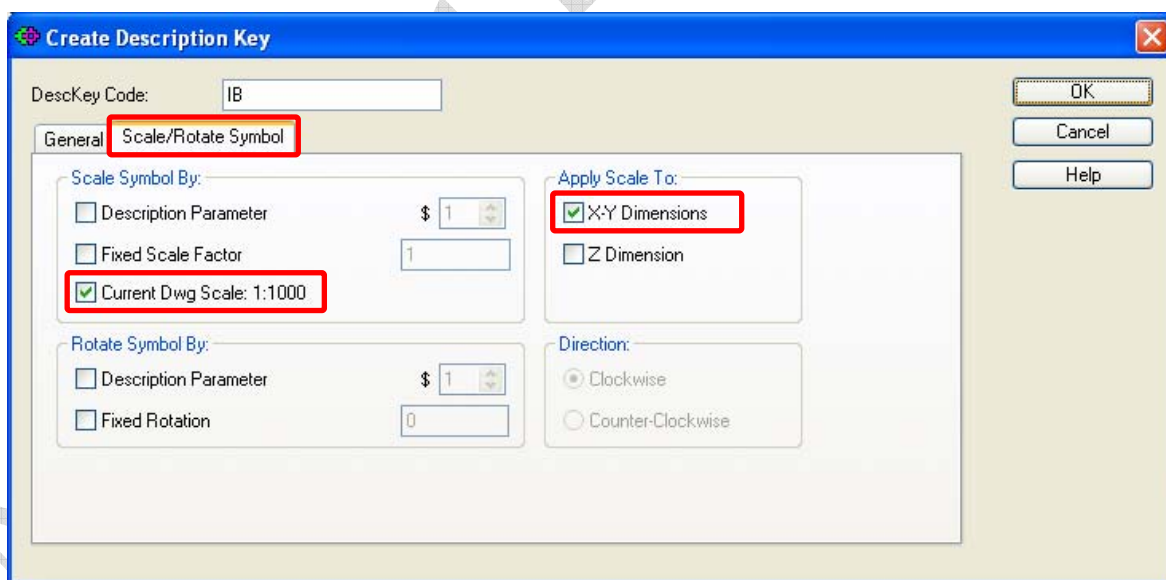 Create Description Key
DescKey Code: IB
OK
Cancel
Help
General Scale/Rotate Symbol
Scale Symbol By:
Description Parameter $ 1
Fixed Scale Factor 1
Current Dwg Scale: 1:1000
Apply Scale To:
X-Y Dimensions
Z Dimension
Rotate Symbol By:
Description Parameter $ 1
Fixed Rotation 0
Direction:
Clockwise
Counter-Clockwise